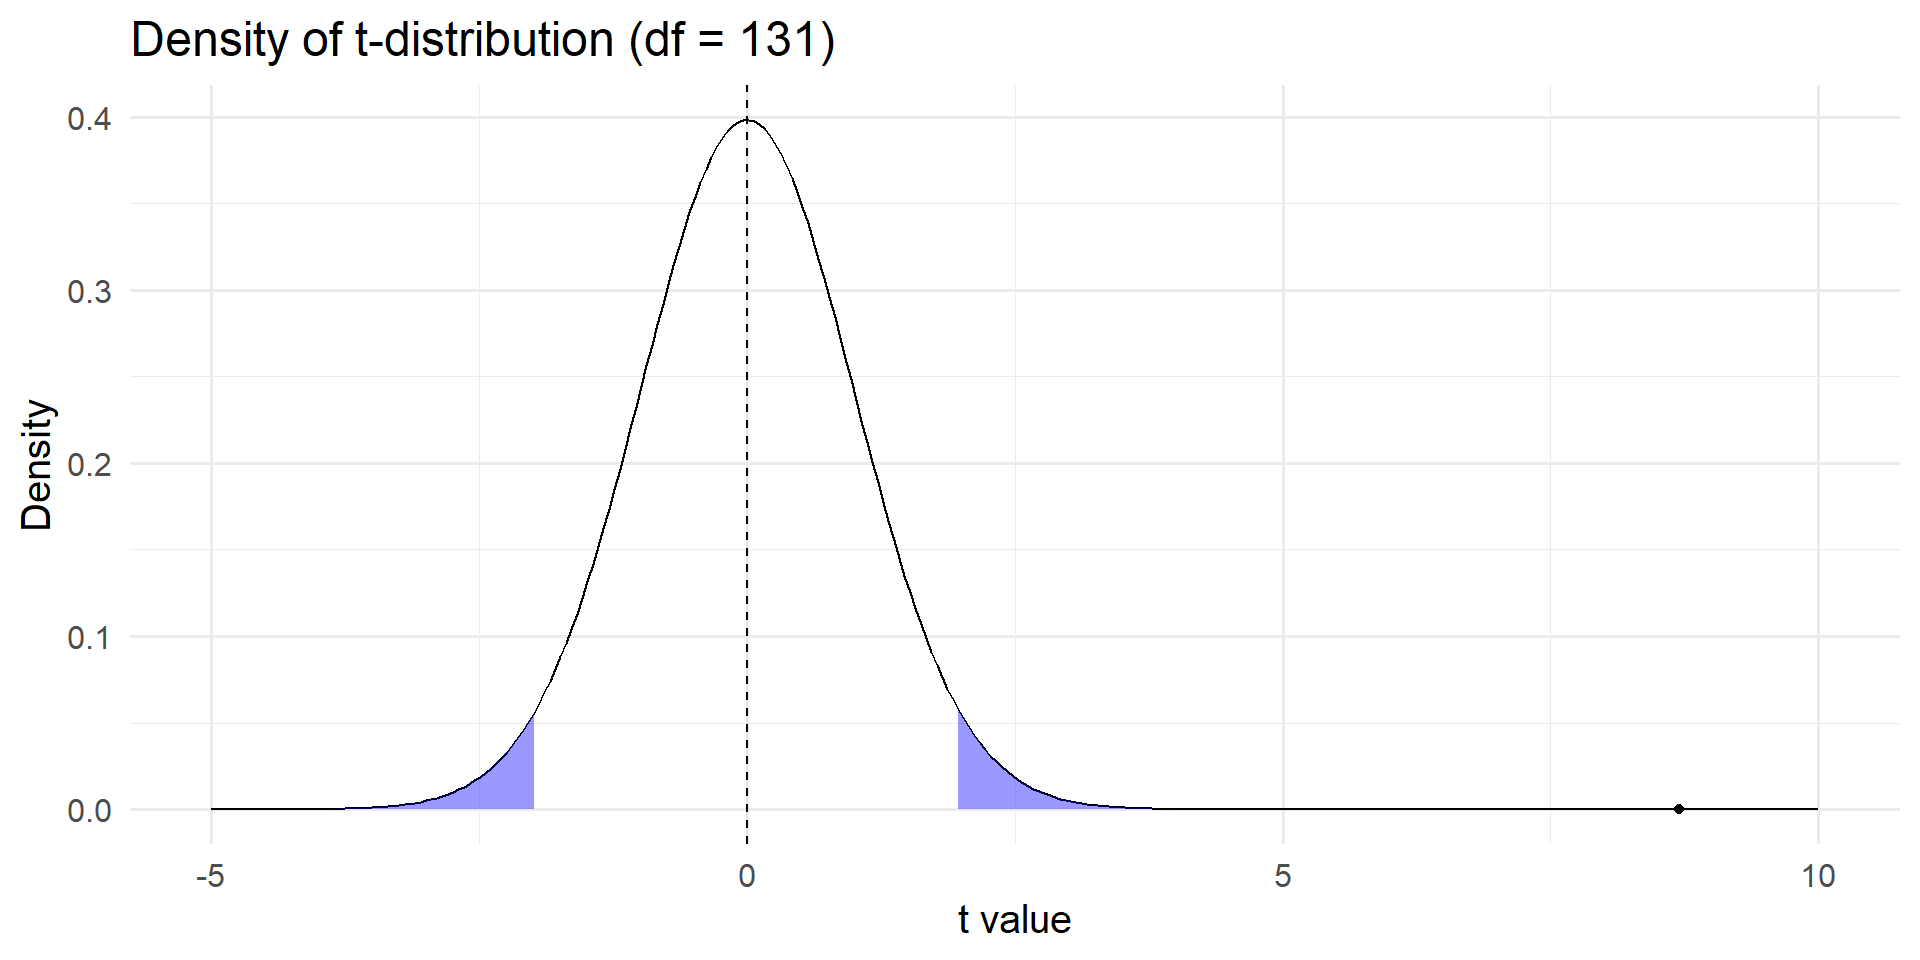 Density of t-distribution (df = 131)
0.4
0.3
0.2
0.1
0.0
Density
-5 0 5 10
t value